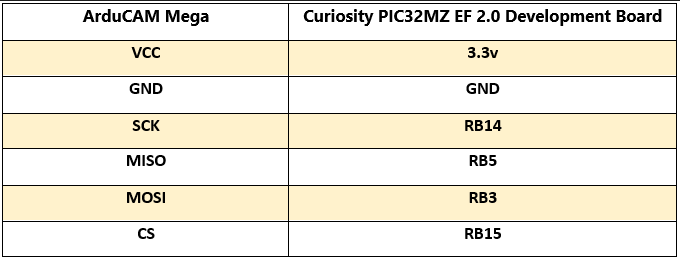 ArduCAM Mega Curiosity PIC32MZ EF 2.0 Development Board
VCC 3.3v
GND GND
SCK RB14
MISO RB5
MOSI RB3
CS RB15